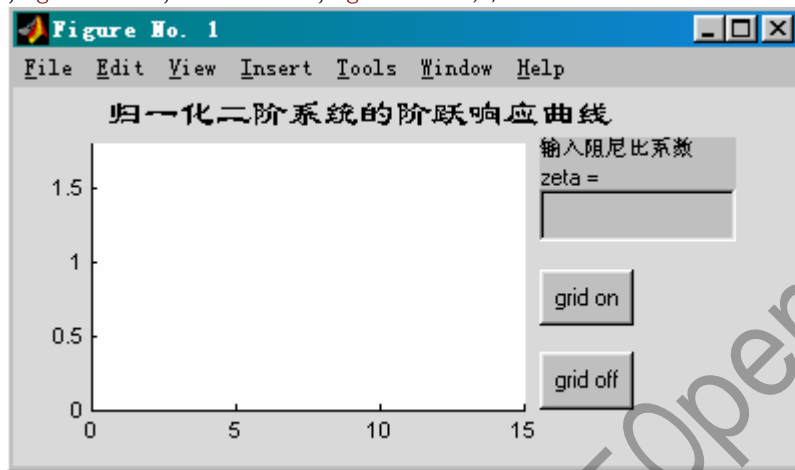 Figure No. 1
File Edit View Insert Tools Window Help
归一化二阶系统的阶跃响应曲线
输入阻尼比系数
zeta =
1.5
1
0.5
0
0 5 10 15
grid on
grid off